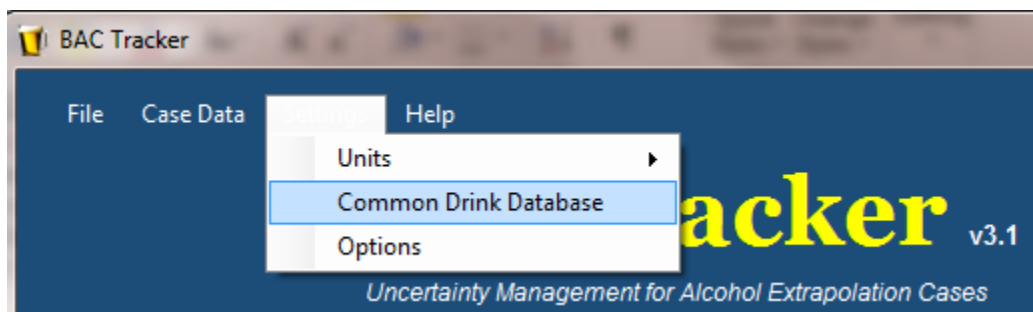 BAC Tracker
File Case Data Settings Help
Units
Common Drink Database
Options
acker v3.1
Uncertainty Management for Alcohol Extrapolation Cases